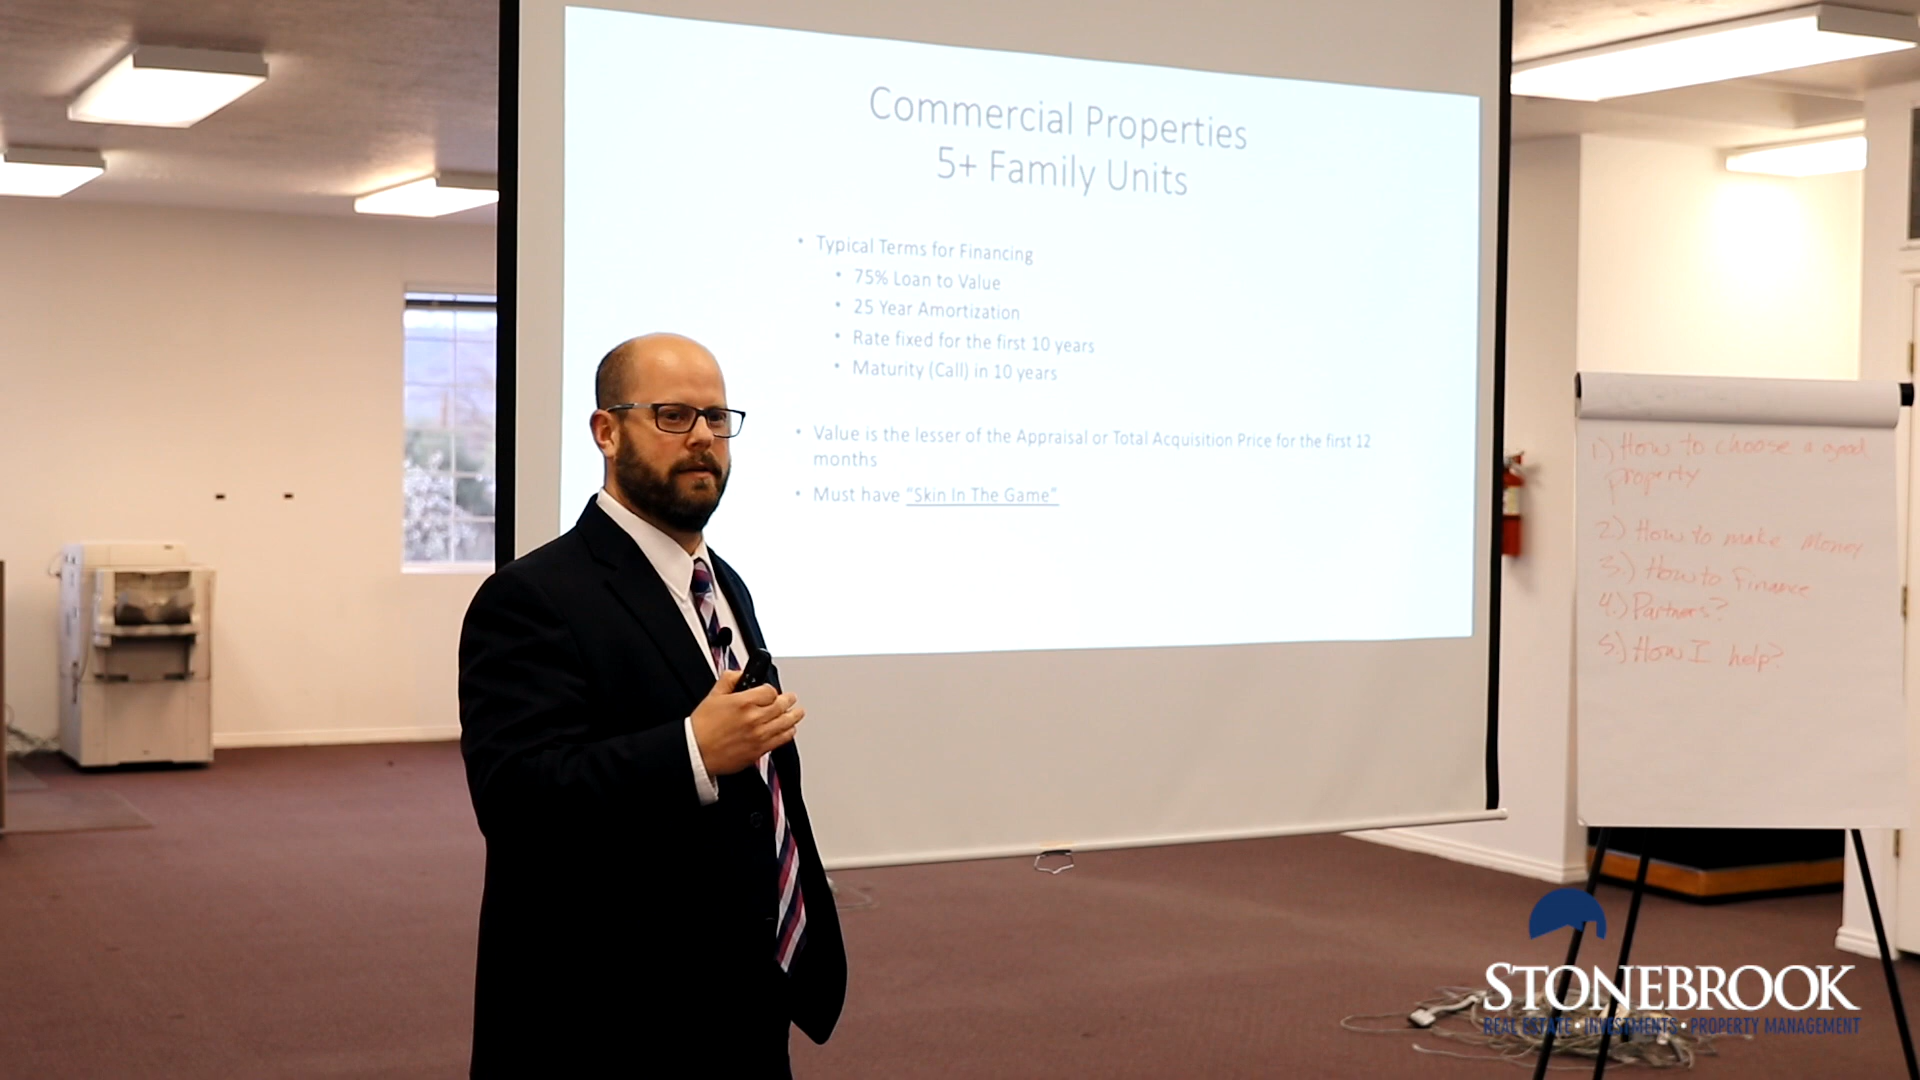 Commercial Properties
5+ Family Units
• Typical Terms for Financing
• 75% Loan to Value
• 25 Year Amortization
• Rate fixed for the first 10 years
• Maturity (Call) in 10 years
• Value is the lesser of the Appraisal or Total Acquisition Price for the first 12
months
• Must have "Skin In The Game"
1) How to choose a good
property
2.) How to make Money
3.) How to Finance
4.) Partners?
5.) How I help?
STONEBROOK
REAL ESTATE • INVESTMENTS • PROPERTY MANAGEMENT